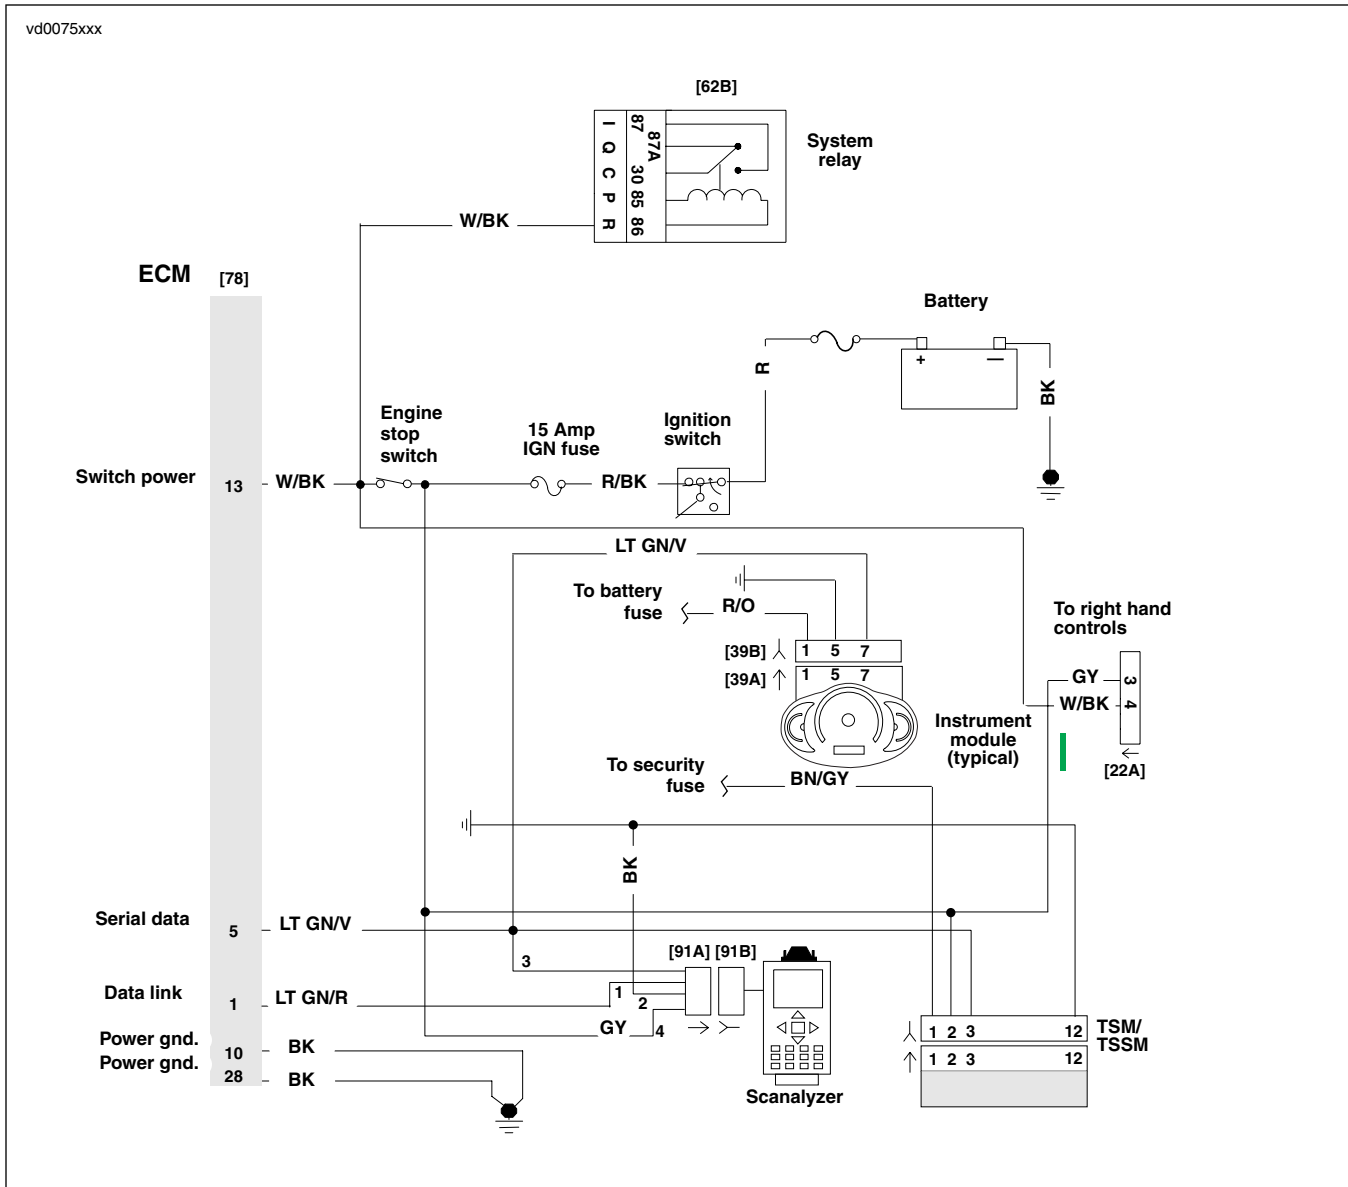 vd0075xxx
[62B]
I Q C P R
87 87A 30 85 86
System
relay
W/BK
ECM [78]
Battery
+ —
R
BK
Engine
stop
switch
15 Amp
IGN fuse
Ignition
switch
Switch power 13 W/BK R/BK
LT GN/V
To battery
fuse
R/O
To right hand
controls
[39B] 1 5 7
[39A] 1 5 7
GY 3
W/BK 4
[22A]
Instrument
module
(typical)
To security
fuse
BN/GY
BK
Serial data 5 LT GN/V
[91A] [91B]
3
Data link 1 LT GN/R 1
2
GY 4
Power gnd. 10 BK
Power gnd. 28 BK
1 2 3 12
1 2 3 12
TSM/
TSSM
Scanalyzer